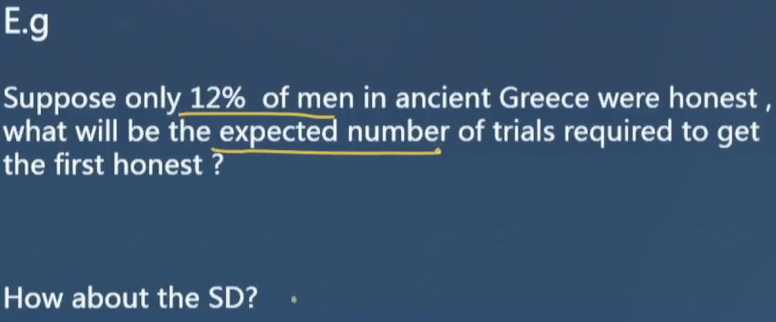 E.g
Suppose only 12% of men in ancient Greece were honest ,
what will be the expected number of trials required to get
the first honest ?
How about the SD?